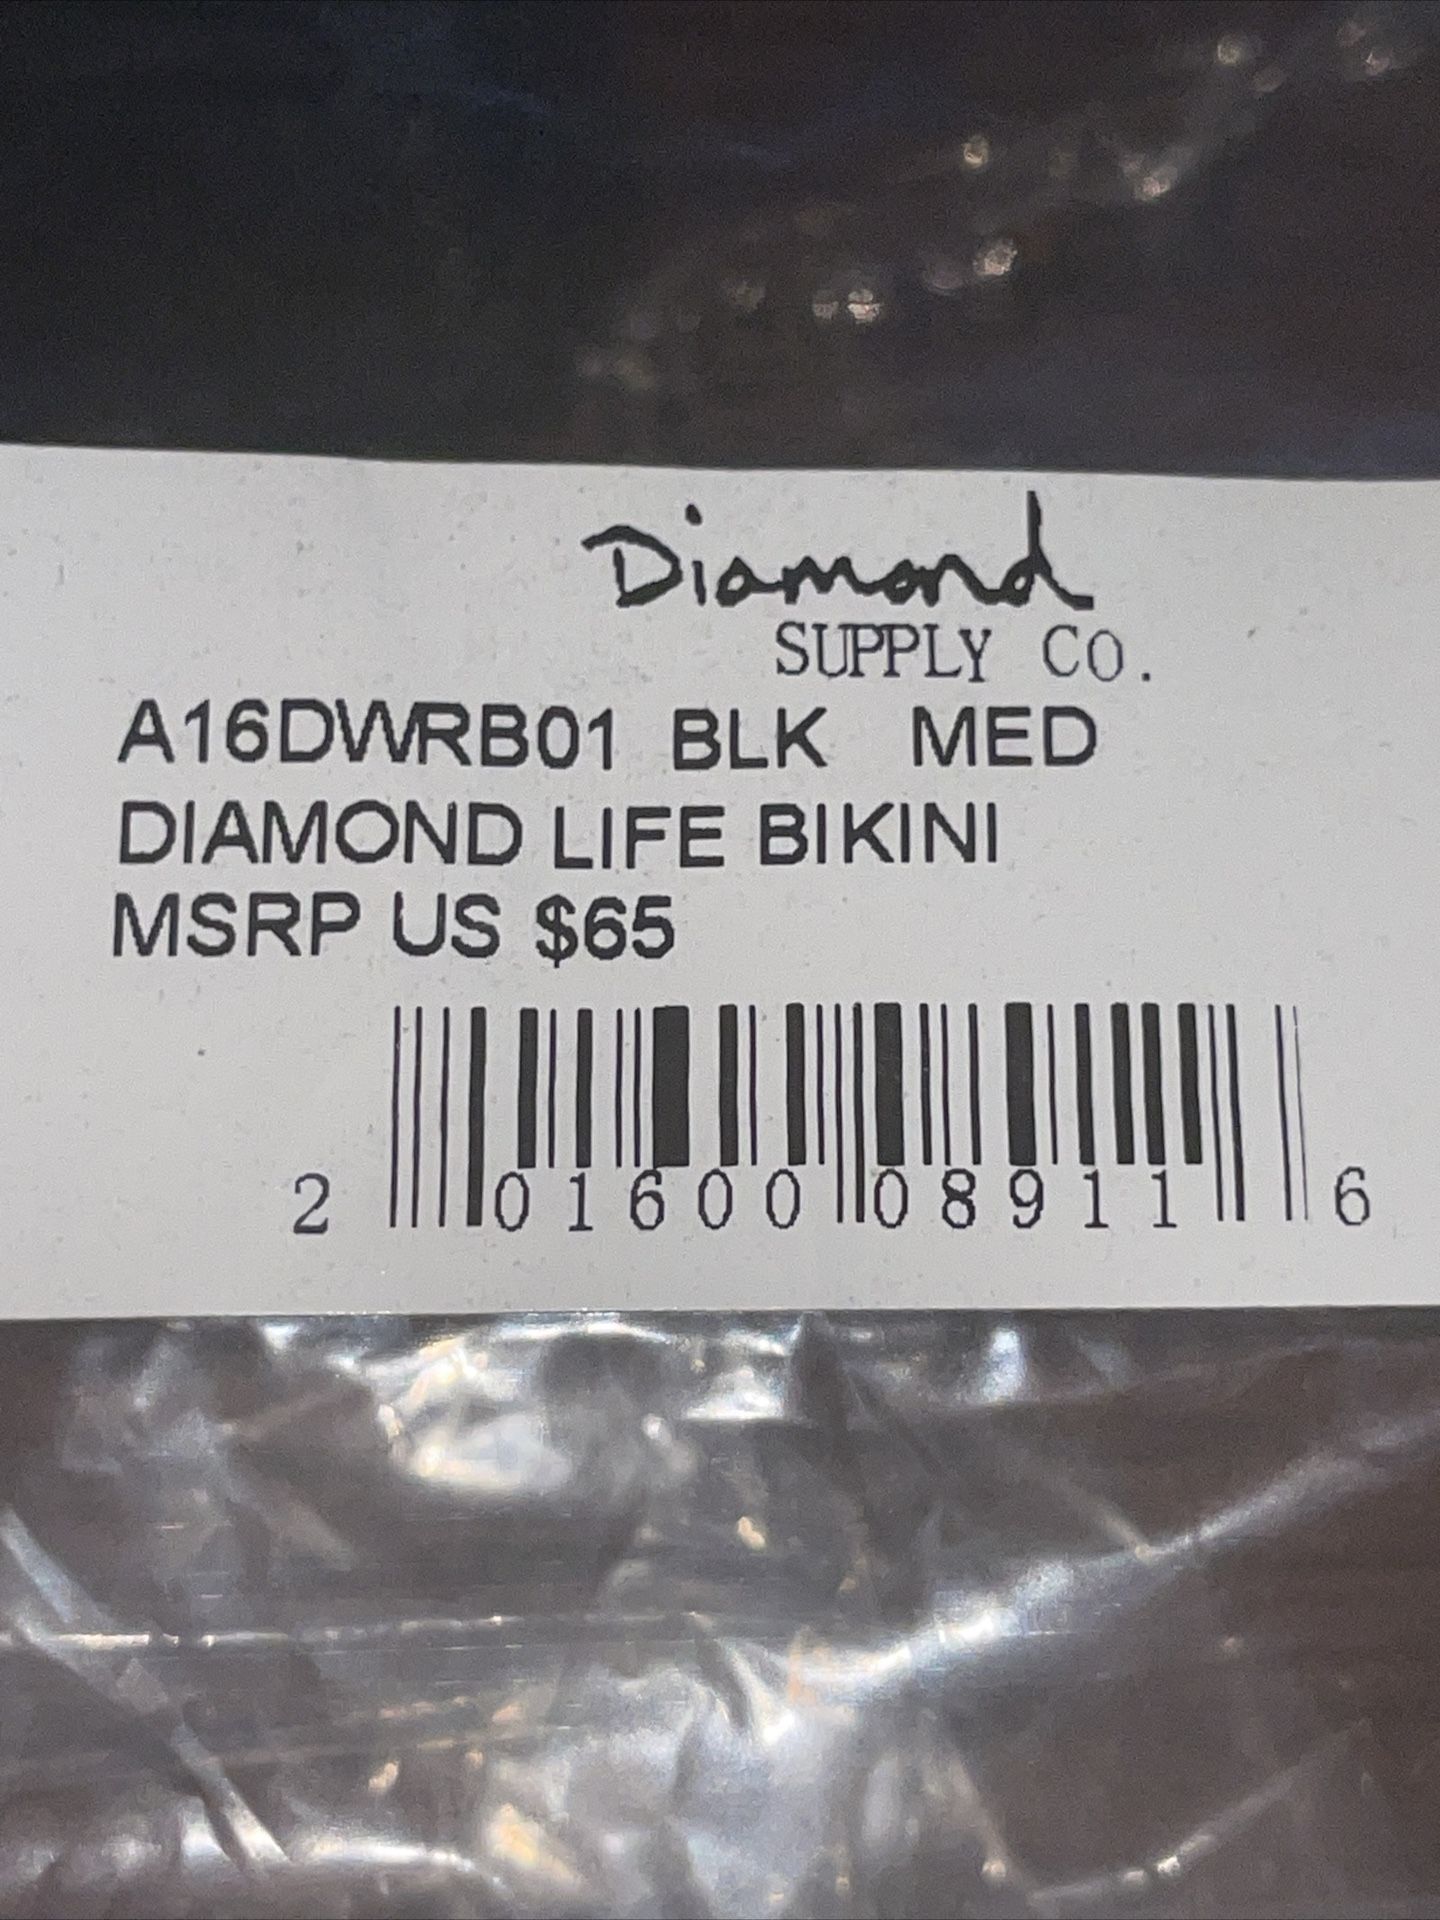 Diamond
SUPPLY CO.
A16DWRB01 BLK MED
DIAMOND LIFE BIKINI
MSRP US $65
2 01600 08911 6